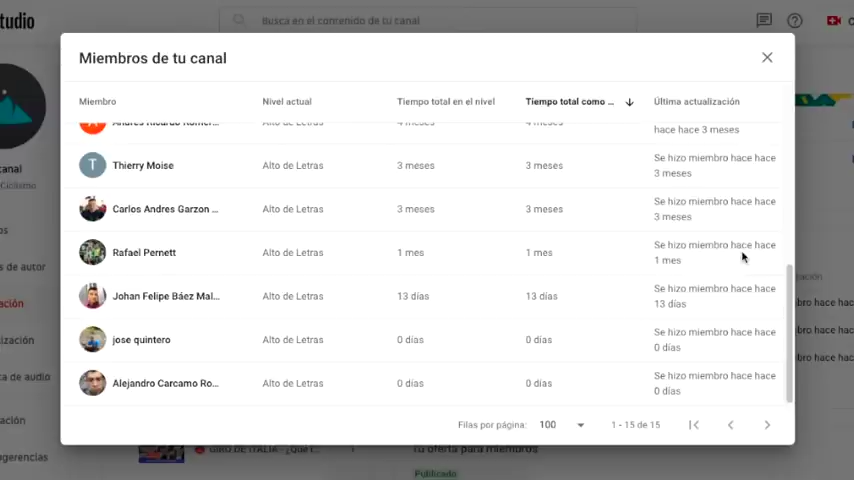 tudio
Busca en el contenido de tu canal
Miembros de tu canal
Miembro Nivel actual Tiempo total en el nivel Tiempo total como ... Última actualización
hace hace 3 meses
T Thierry Moise Alto de Letras 3 meses 3 meses Se hizo miembro hace hace
3 meses
Carlos Andres Garzon ... Alto de Letras 3 meses 3 meses Se hizo miembro hace hace
3 meses
Rafael Pernett Alto de Letras 1 mes 1 mes Se hizo miembro hace hace
1 mes
Johan Felipe Báez Mal... Alto de Letras 13 días 13 días Se hizo miembro hace hace
13 días
jose quintero Alto de Letras 0 días 0 días Se hizo miembro hace hace
0 días
Alejandro Carcamo Ro... Alto de Letras 0 días 0 días Se hizo miembro hace hace
0 días
Filas por página: 100 1 - 15 de 15
canal
Ciclismo
os
s de autor
ación
ización
a de audio
ación
gerencias
bro hace hace
bro hace hace
bro hace hace
Publicado